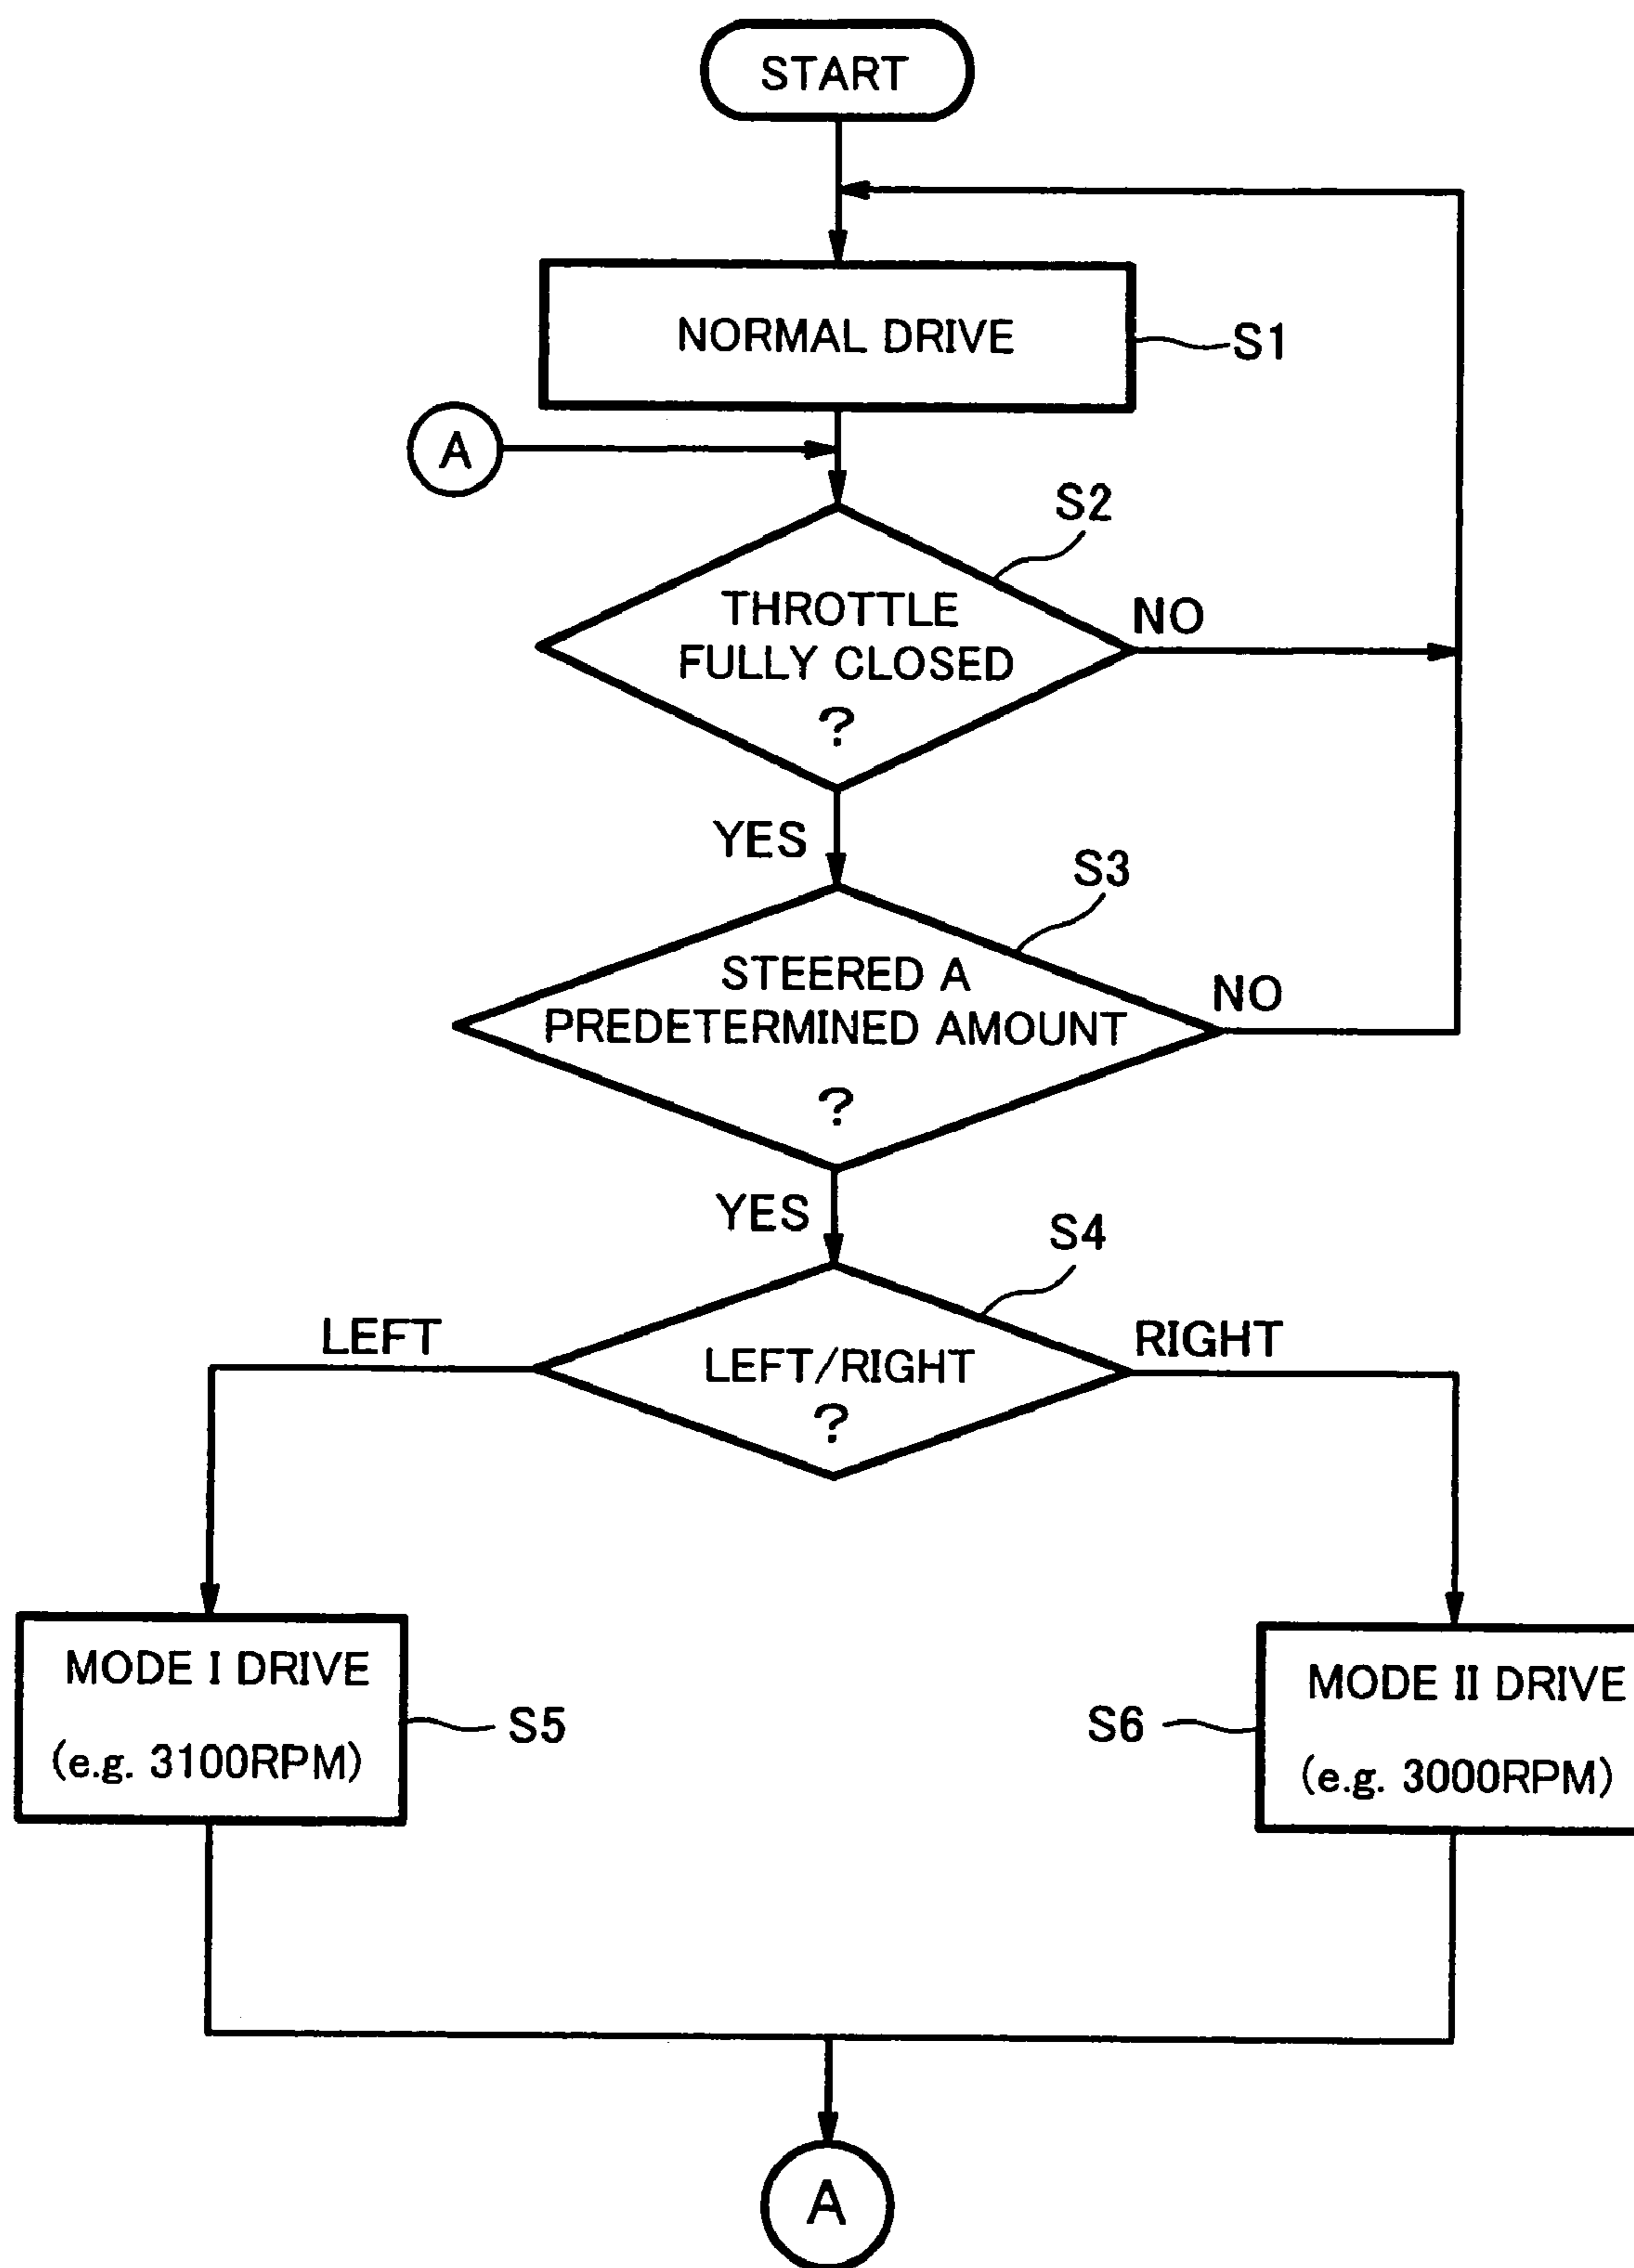 START
NORMAL DRIVE
S1
A
S2
THROTTLE
FULLY CLOSED
?
NO
YES
S3
STEERED A
PREDETERMINED AMOUNT
?
NO
YES
S4
LEFT
LEFT/RIGHT
?
RIGHT
MODE I DRIVE
(e.g. 3100RPM)
S5
S6
MODE II DRIVE
(e.g. 3000RPM)
A